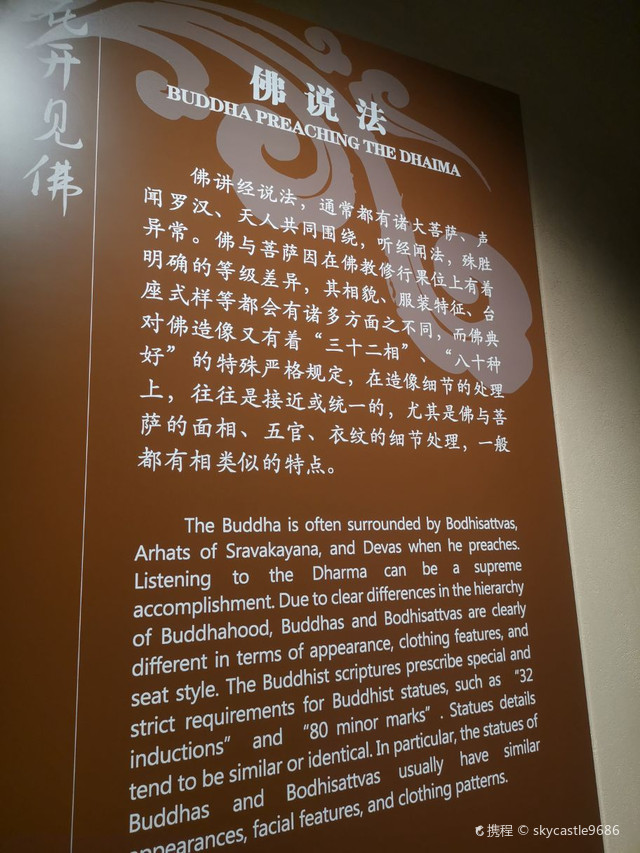 花开见佛
佛说法
BUDDHA PREACHING THE DHAIMA
佛讲经说法，通常都有诸大菩萨、声
闻罗汉、天人共同围绕，听经闻法，殊胜
异常。佛与菩萨因在佛教修行果位上有着
明确的等级差异，其相貌、服装特征、台
座式样等都会有诸多方面之不同，而佛典
对佛造像又有着“三十二相”、“八十种
好”的特殊严格规定，在造像细节的处理
上，往往是接近或统一的，尤其是佛与菩
萨的面相、五官、衣纹的细节处理，一般
都有相类似的特点。
The Buddha is often surrounded by Bodhisattvas,
Arhats of Sravakayana, and Devas when he preaches.
Listening to the Dharma can be a supreme
accomplishment. Due to clear differences in the hierarchy
of Buddhahood, Buddhas and Bodhisattvas are clearly
different in terms of appearance, clothing features, and
seat style. The Buddhist scriptures prescribe special and
strict requirements for Buddhist statues, such as "32
inductions" and "80 minor marks". Statues details
tend to be similar or identical. In particular, the statues of
Buddhas and Bodhisattvas usually have similar
appearances, facial features, and clothing patterns.
携程 © skycastle9686